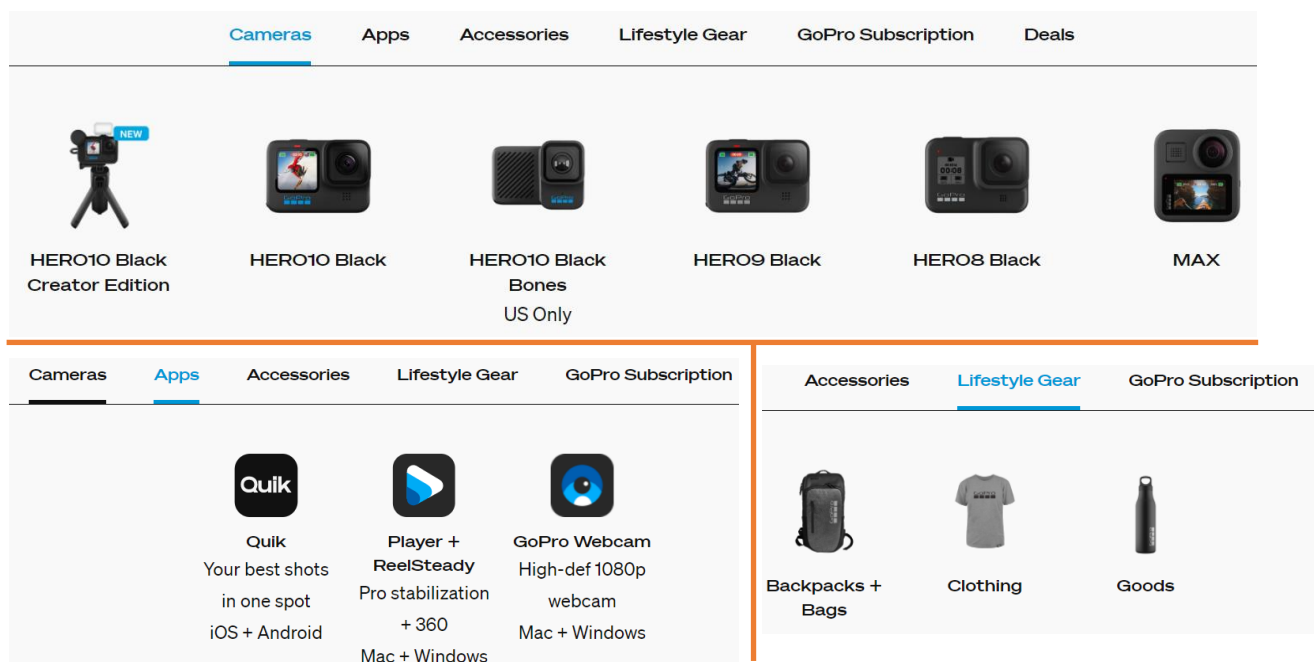 Cameras Apps Accessories Lifestyle Gear GoPro Subscription Deals
NEW
HERO10 Black Creator Edition
HERO10 Black
HERO10 Black Bones
US Only
HERO9 Black
HERO8 Black
MAX
Cameras Apps Accessories Lifestyle Gear GoPro Subscription
Quik
Quik
Your best shots
in one spot
iOS + Android
Player +
ReelSteady
Pro stabilization
+ 360
Mac + Windows
GoPro Webcam
High-def 1080p
webcam
Mac + Windows
Accessories Lifestyle Gear GoPro Subscription
Backpacks +
Bags
Clothing
Goods